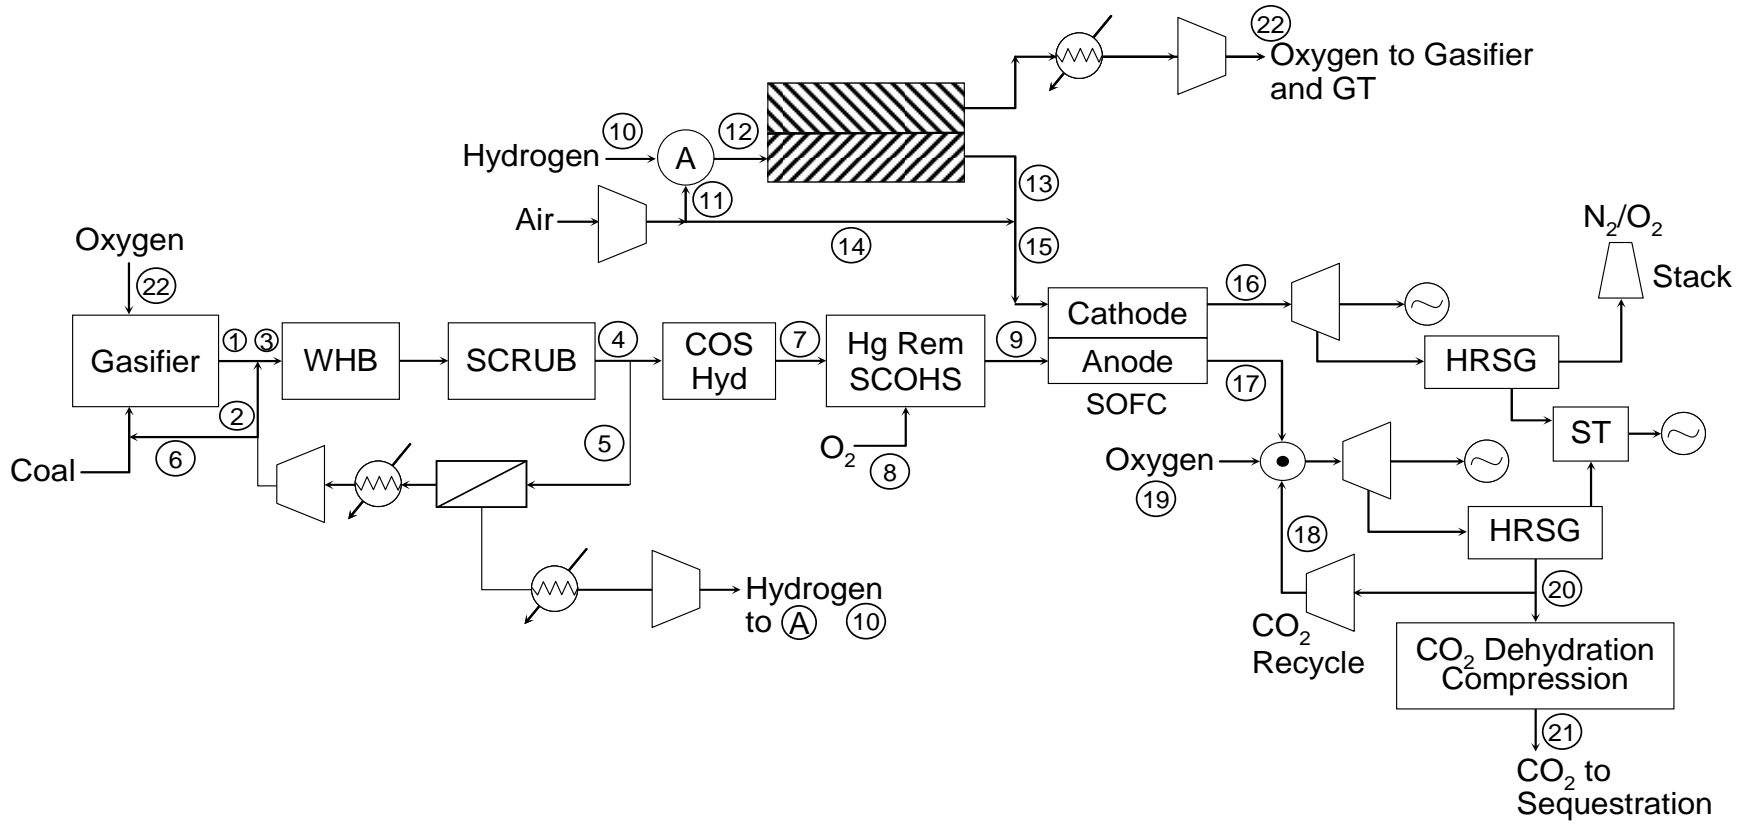 22
Oxygen to Gasifier
and GT
10
12
Hydrogen
A
11
13
Air
14
15
N2/O2
Stack
Oxygen
22
16
Cathode
Anode
SOFC
17
Gasifier
1
3
WHB
SCRUB
4
COS
Hyd
7
Hg Rem
SCOHS
9
HRSG
ST
2
6
Coal
5
O2
8
Oxygen
19
18
HRSG
20
Hydrogen
to A
10
CO2
Recycle
CO2 Dehydration
Compression
21
CO2 to
Sequestration